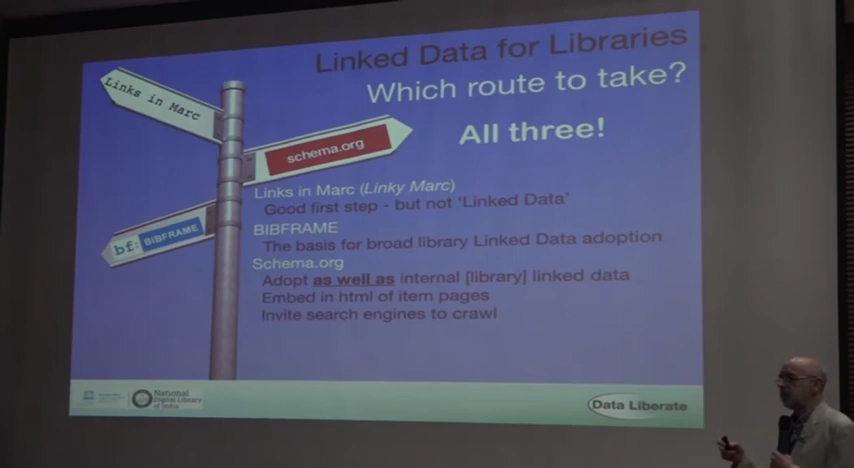 Linked Data for Libraries
Which route to take?
All three!
Links in Marc
schema.org
bf: BIBFRAME
Links in Marc (Linky Marc)
Good first step - but not 'Linked Data'
BIBFRAME
The basis for broad library Linked Data adoption
Schema.org
Adopt as well as internal [library] linked data
Embed in html of item pages
Invite search engines to crawl
National
Digital Library
of India
Data Liberate